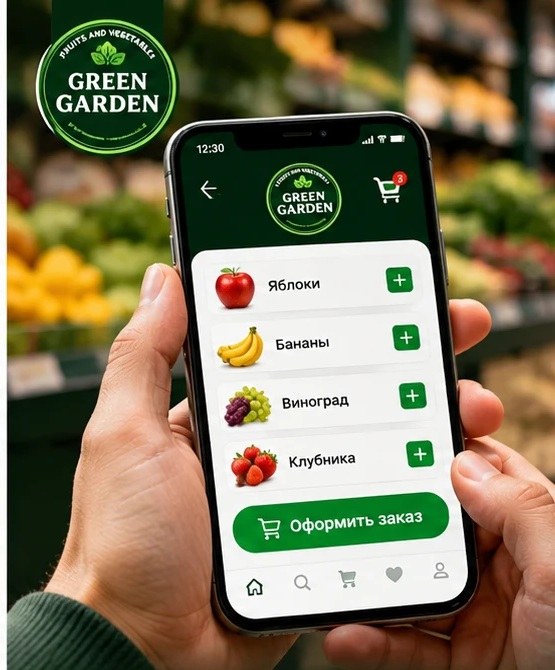 FRUITS AND VEGETABLES
GREEN
GARDEN
12:30
GREEN
GARDEN
3
Яблоки
Бананы
Виноград
Клубника
Оформить заказ